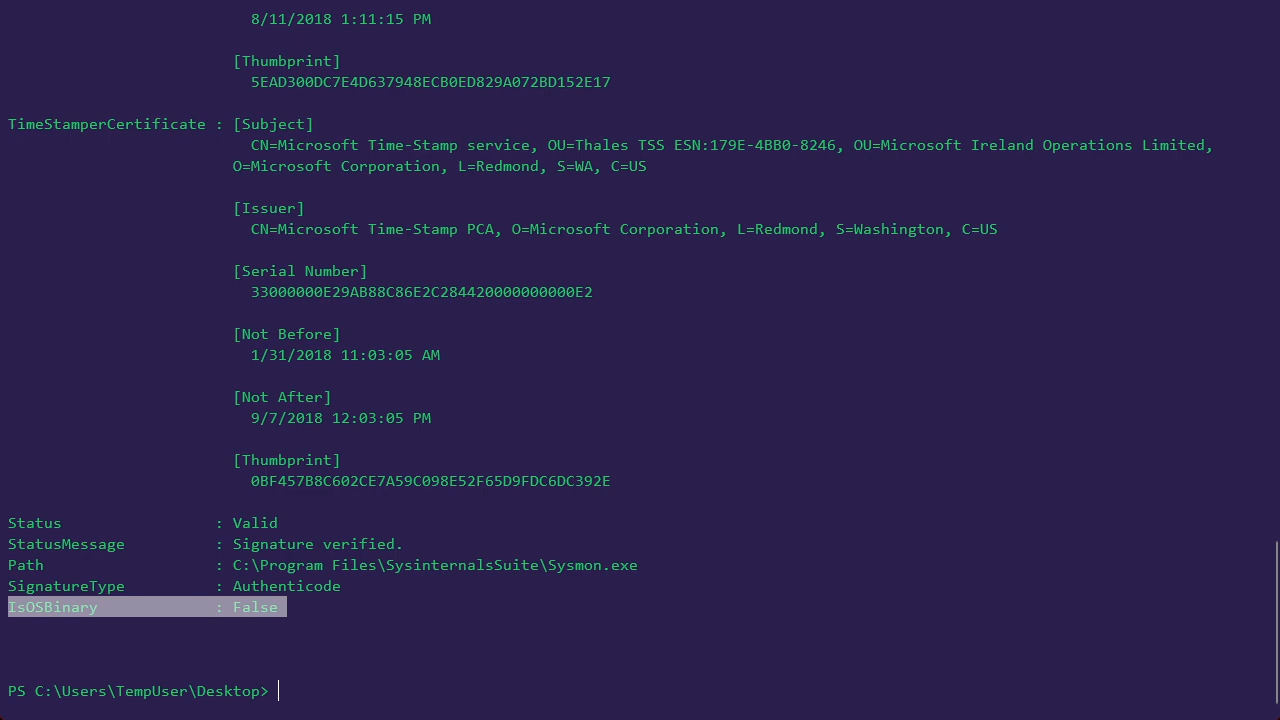 8/11/2018 1:11:15 PM
[Thumbprint]
5EAD300DC7E4D637948ECB0ED829A072BD152E17
TimeStamperCertificate : [Subject]
CN=Microsoft Time-Stamp service, OU=Thales TSS ESN:179E-4BB0-8246, OU=Microsoft Ireland Operations Limited,
O=Microsoft Corporation, L=Redmond, S=WA, C=US
[Issuer]
CN=Microsoft Time-Stamp PCA, O=Microsoft Corporation, L=Redmond, S=Washington, C=US
[Serial Number]
33000000E29AB88C86E2C284420000000000E2
[Not Before]
1/31/2018 11:03:05 AM
[Not After]
9/7/2018 12:03:05 PM
[Thumbprint]
0BF457B8C602CE7A59C098E52F65D9FDC6DC392E
Status : Valid
StatusMessage : Signature verified.
Path : C:\Program Files\SysinternalsSuite\Sysmon.exe
SignatureType : Authenticode
IsOSBinary : False
PS C:\Users\TempUser\Desktop>